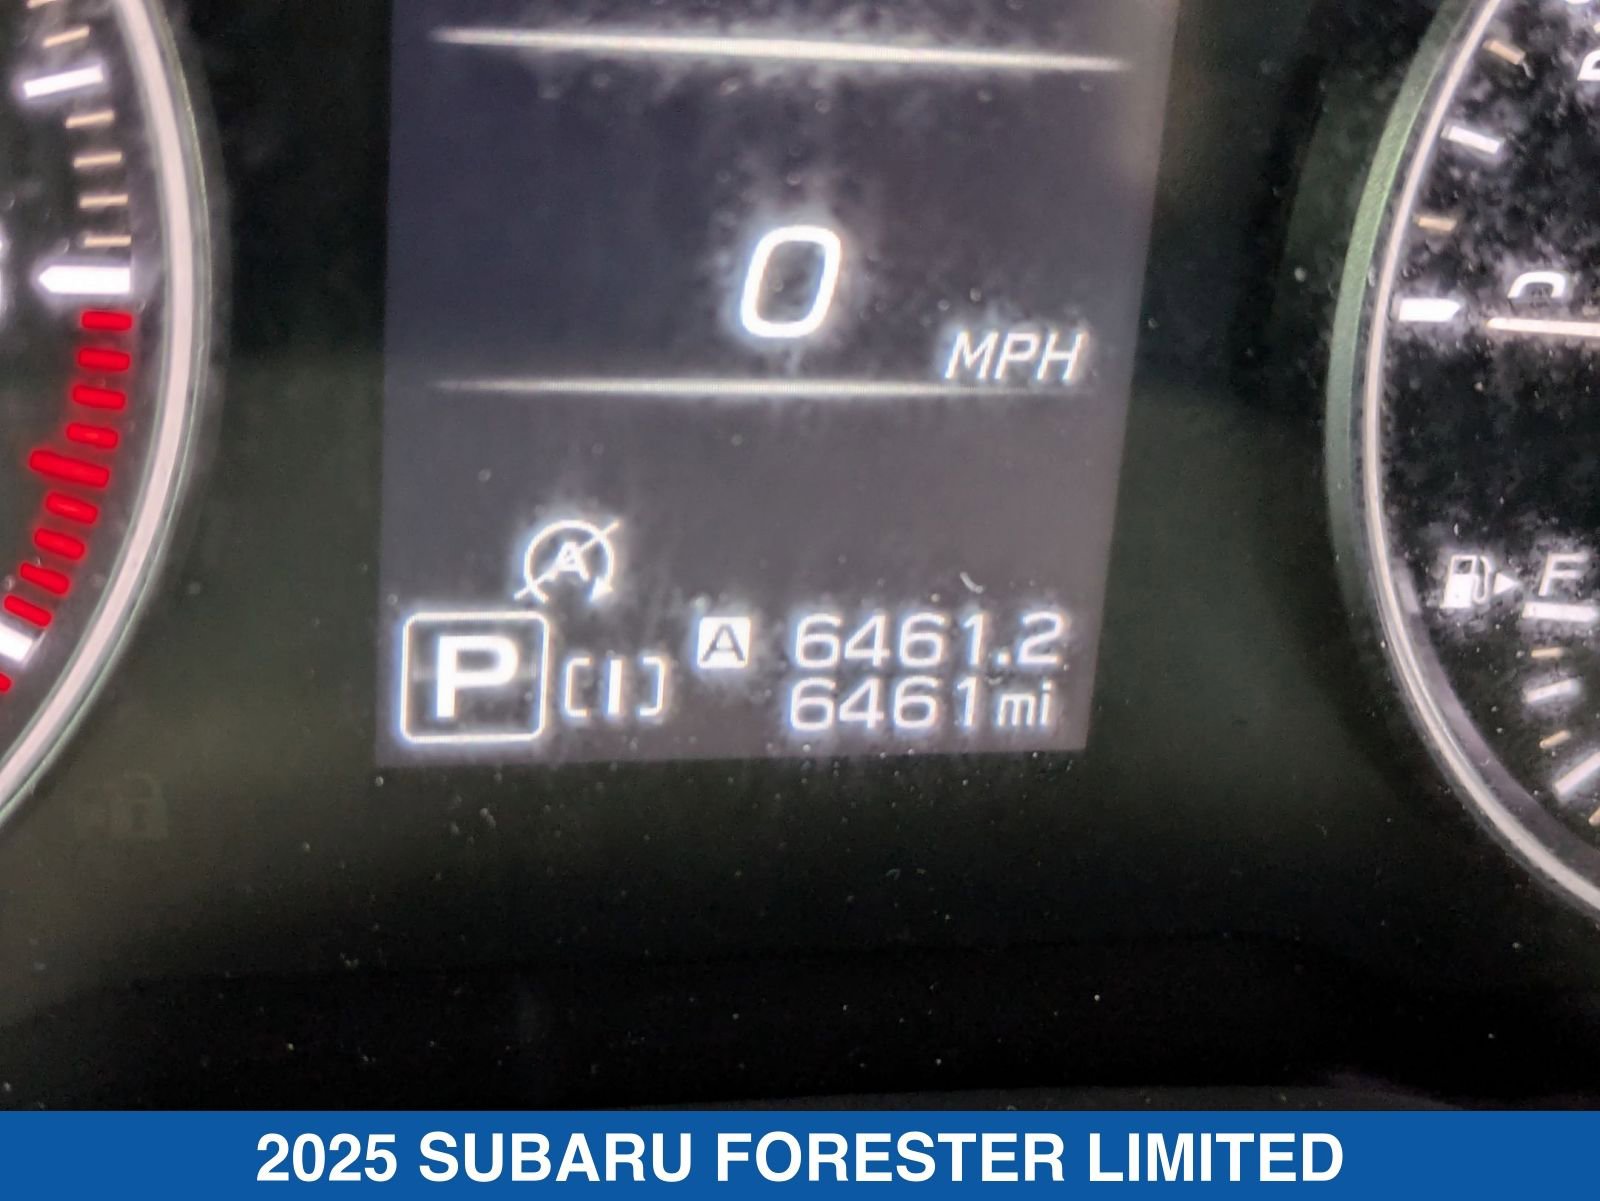 0
MPH
A
P [I] A 6461.2
6461 mi
F
2025 SUBARU FORESTER LIMITED